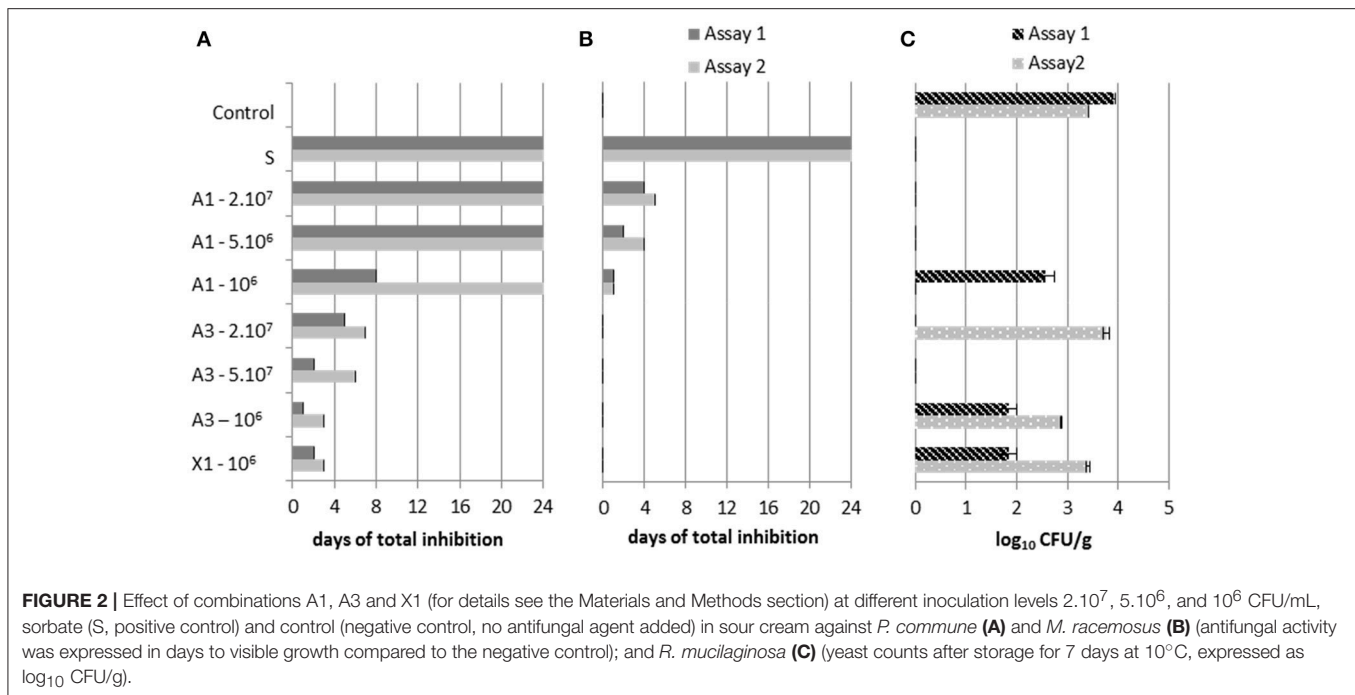 A
B
C
Assay 1
Assay 2
Assay 1
Assay2
Control
S
A1 - 2.10⁷
A1 - 5.10⁶
A1 - 10⁶
A3 - 2.10⁷
A3 - 5.10⁷
A3 – 10⁶
X1 - 10⁶
0 4 8 12 16 20 24
0 4 8 12 16 20 24
0 1 2 3 4 5
days of total inhibition
days of total inhibition
log₁₀ CFU/g
FIGURE 2 | Effect of combinations A1, A3 and X1 (for details see the Materials and Methods section) at different inoculation levels 2.10⁷, 5.10⁶, and 10⁶ CFU/mL,
sorbate (S, positive control) and control (negative control, no antifungal agent added) in sour cream against P. commune (A) and M. racemosus (B) (antifungal activity
was expressed in days to visible growth compared to the negative control); and R. mucilaginosa (C) (yeast counts after storage for 7 days at 10°C, expressed as
log₁₀ CFU/g).